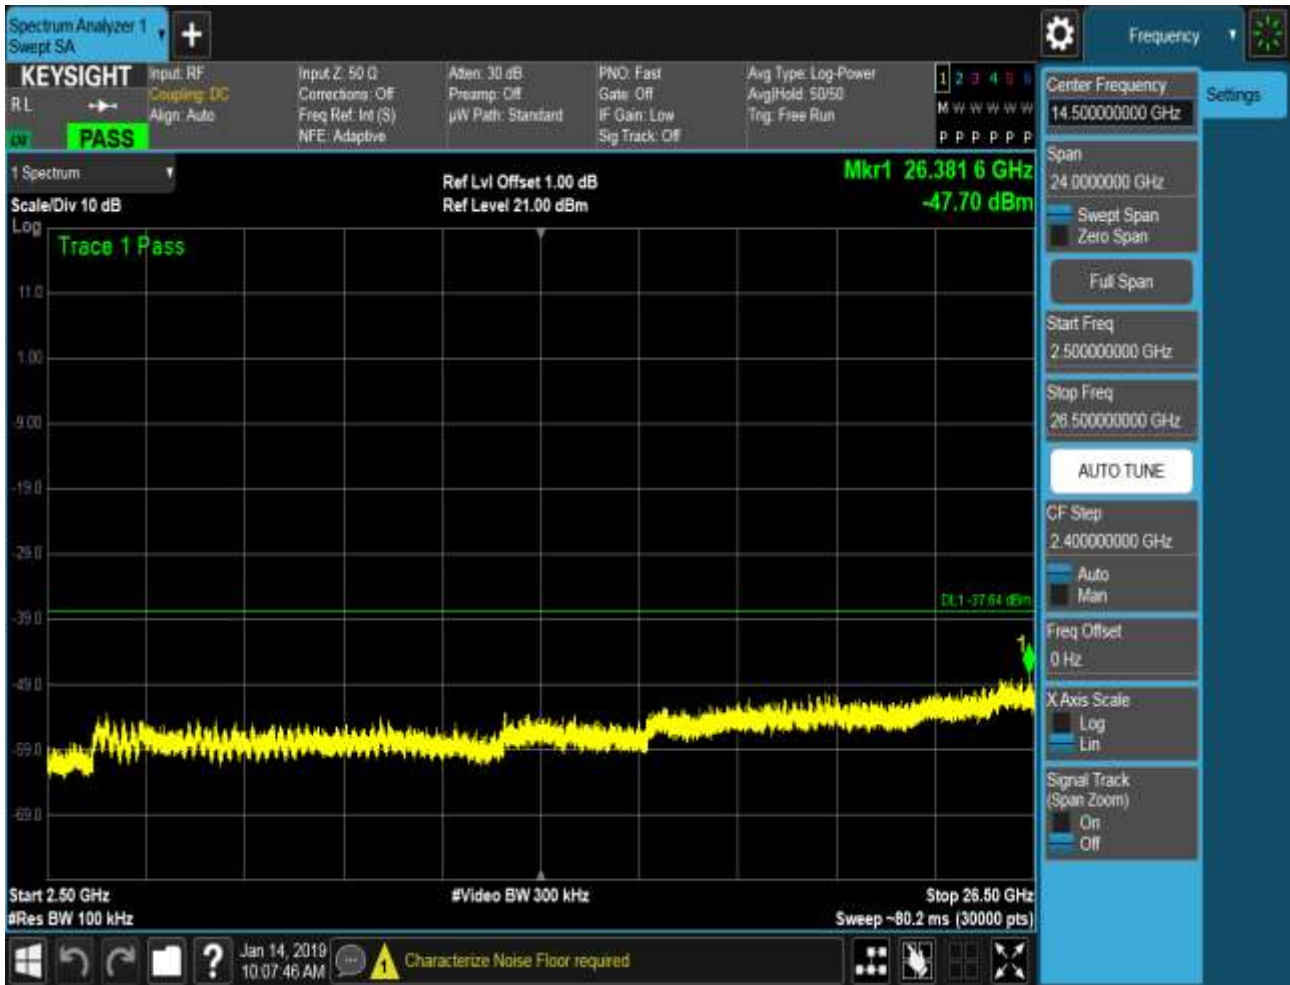 Spectrum Analyzer 1
Swept SA
+
Frequency
KEYSIGHT
Input: RF
Coupling: DC
Align: Auto
Input Z: 50 Ω
Corrections: Off
Freq Ref: Int (S)
NFE: Adaptive
Atten: 30 dB
Preamp: Off
µW Path: Standard
PNO: Fast
Gate: Off
IF Gain: Low
Sig Track: Off
Avg Type: Log-Power
Avg|Hold: 50/50
Trig: Free Run
1 2 3 4 5 6
M W W W W W
P P P P P P
R L
PASS
1 Spectrum
Scale/Div 10 dB
Ref Lvl Offset 1.00 dB
Ref Level 21.00 dBm
Mkr1 26.381 6 GHz
-47.70 dBm
Log
Trace 1 Pass
11.0
1.00
-9.00
-19.0
-29.0
-39.0
-49.0
-59.0
-69.0
DL1 -37.64 dBm
1
Start 2.50 GHz
#Res BW 100 kHz
#Video BW 300 kHz
Stop 26.50 GHz
Sweep ~80.2 ms (30000 pts)
Center Frequency
14.500000000 GHz
Settings
Span
24.0000000 GHz
Swept Span
Zero Span
Full Span
Start Freq
2.500000000 GHz
Stop Freq
26.500000000 GHz
AUTO TUNE
CF Step
2.400000000 GHz
Auto
Man
Freq Offset
0 Hz
X Axis Scale
Log
Lin
Signal Track
(Span Zoom)
On
Off
?
Jan 14, 2019
10:07:46 AM
1
Characterize Noise Floor required